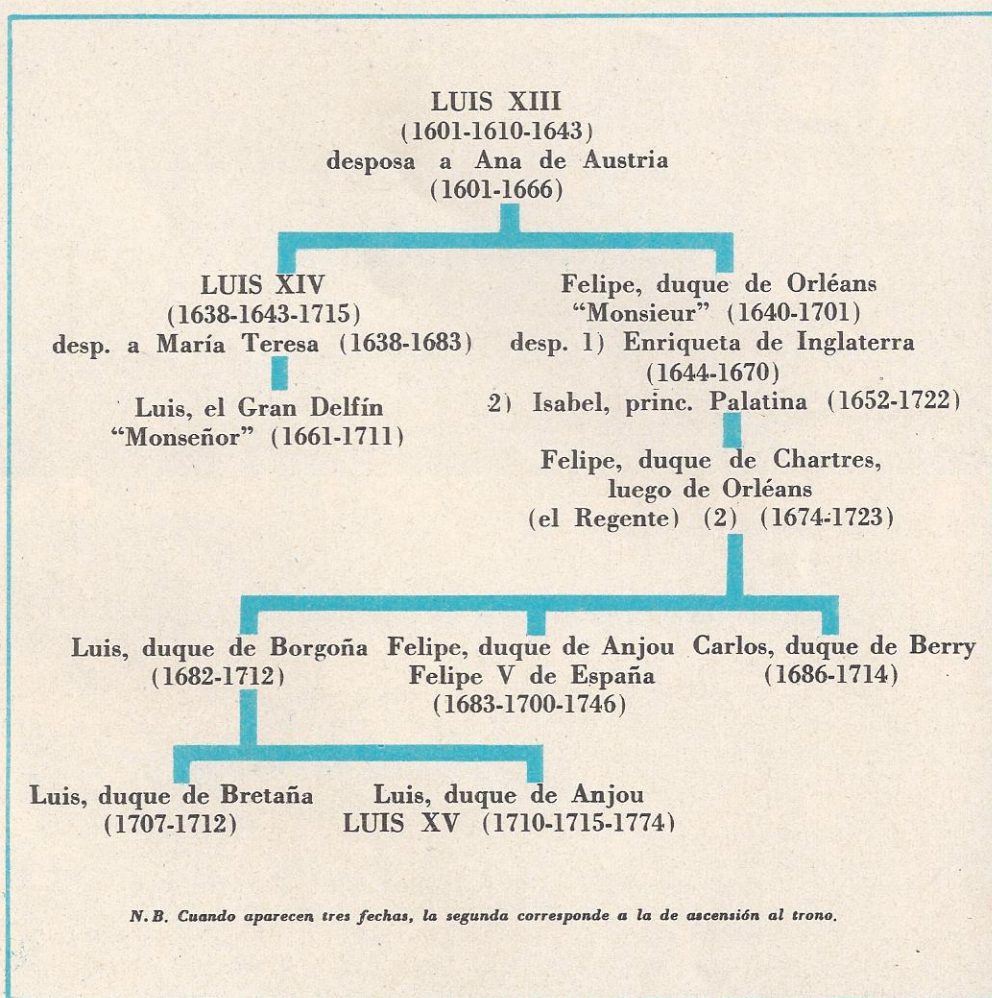 LUIS XIII
(1601-1610-1643)
desposa a Ana de Austria
(1601-1666)
LUIS XIV
(1638-1643-1715)
desp. a María Teresa (1638-1683)
Luis, el Gran Delfín
“Monseñor” (1661-1711)
Felipe, duque de Orléans
“Monsieur” (1640-1701)
desp. 1) Enriqueta de Inglaterra
(1644-1670)
2) Isabel, princ. Palatina (1652-1722)
Felipe, duque de Chartres,
luego de Orléans
(el Regente) (2) (1674-1723)
Luis, duque de Borgoña
(1682-1712)
Felipe, duque de Anjou
Felipe V de España
(1683-1700-1746)
Carlos, duque de Berry
(1686-1714)
Luis, duque de Bretaña
(1707-1712)
Luis, duque de Anjou
LUIS XV (1710-1715-1774)
N.B. Cuando aparecen tres fechas, la segunda corresponde a la de ascensión al trono.